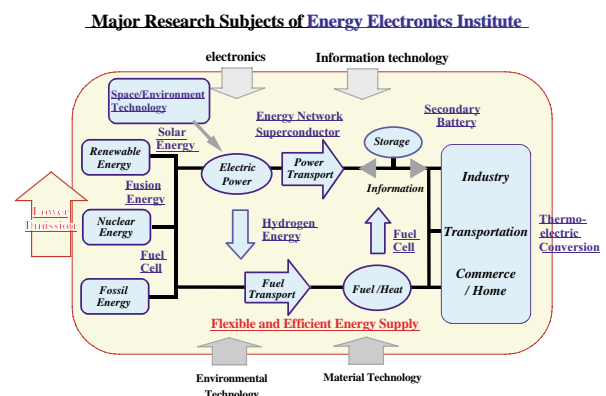 Major Research Subjects of Energy Electronics Institute
electronics
Information technology
Space/Environment
Technology
Solar
Energy
Energy Network
Superconductor
Secondary
Battery
Storage
Renewable
Energy
Electric
Power
Power
Transport
Information
Industry
Fusion
Energy
Lower
Emission
Nuclear
Energy
Hydrogen
Energy
Fuel
Cell
Fuel
Cell
Transportation
Thermo-
electric
Conversion
Fossil
Energy
Fuel
Transport
Fuel /Heat
Commerce
/ Home
Flexible and Efficient Energy Supply
Environmental
Technology
Material Technology